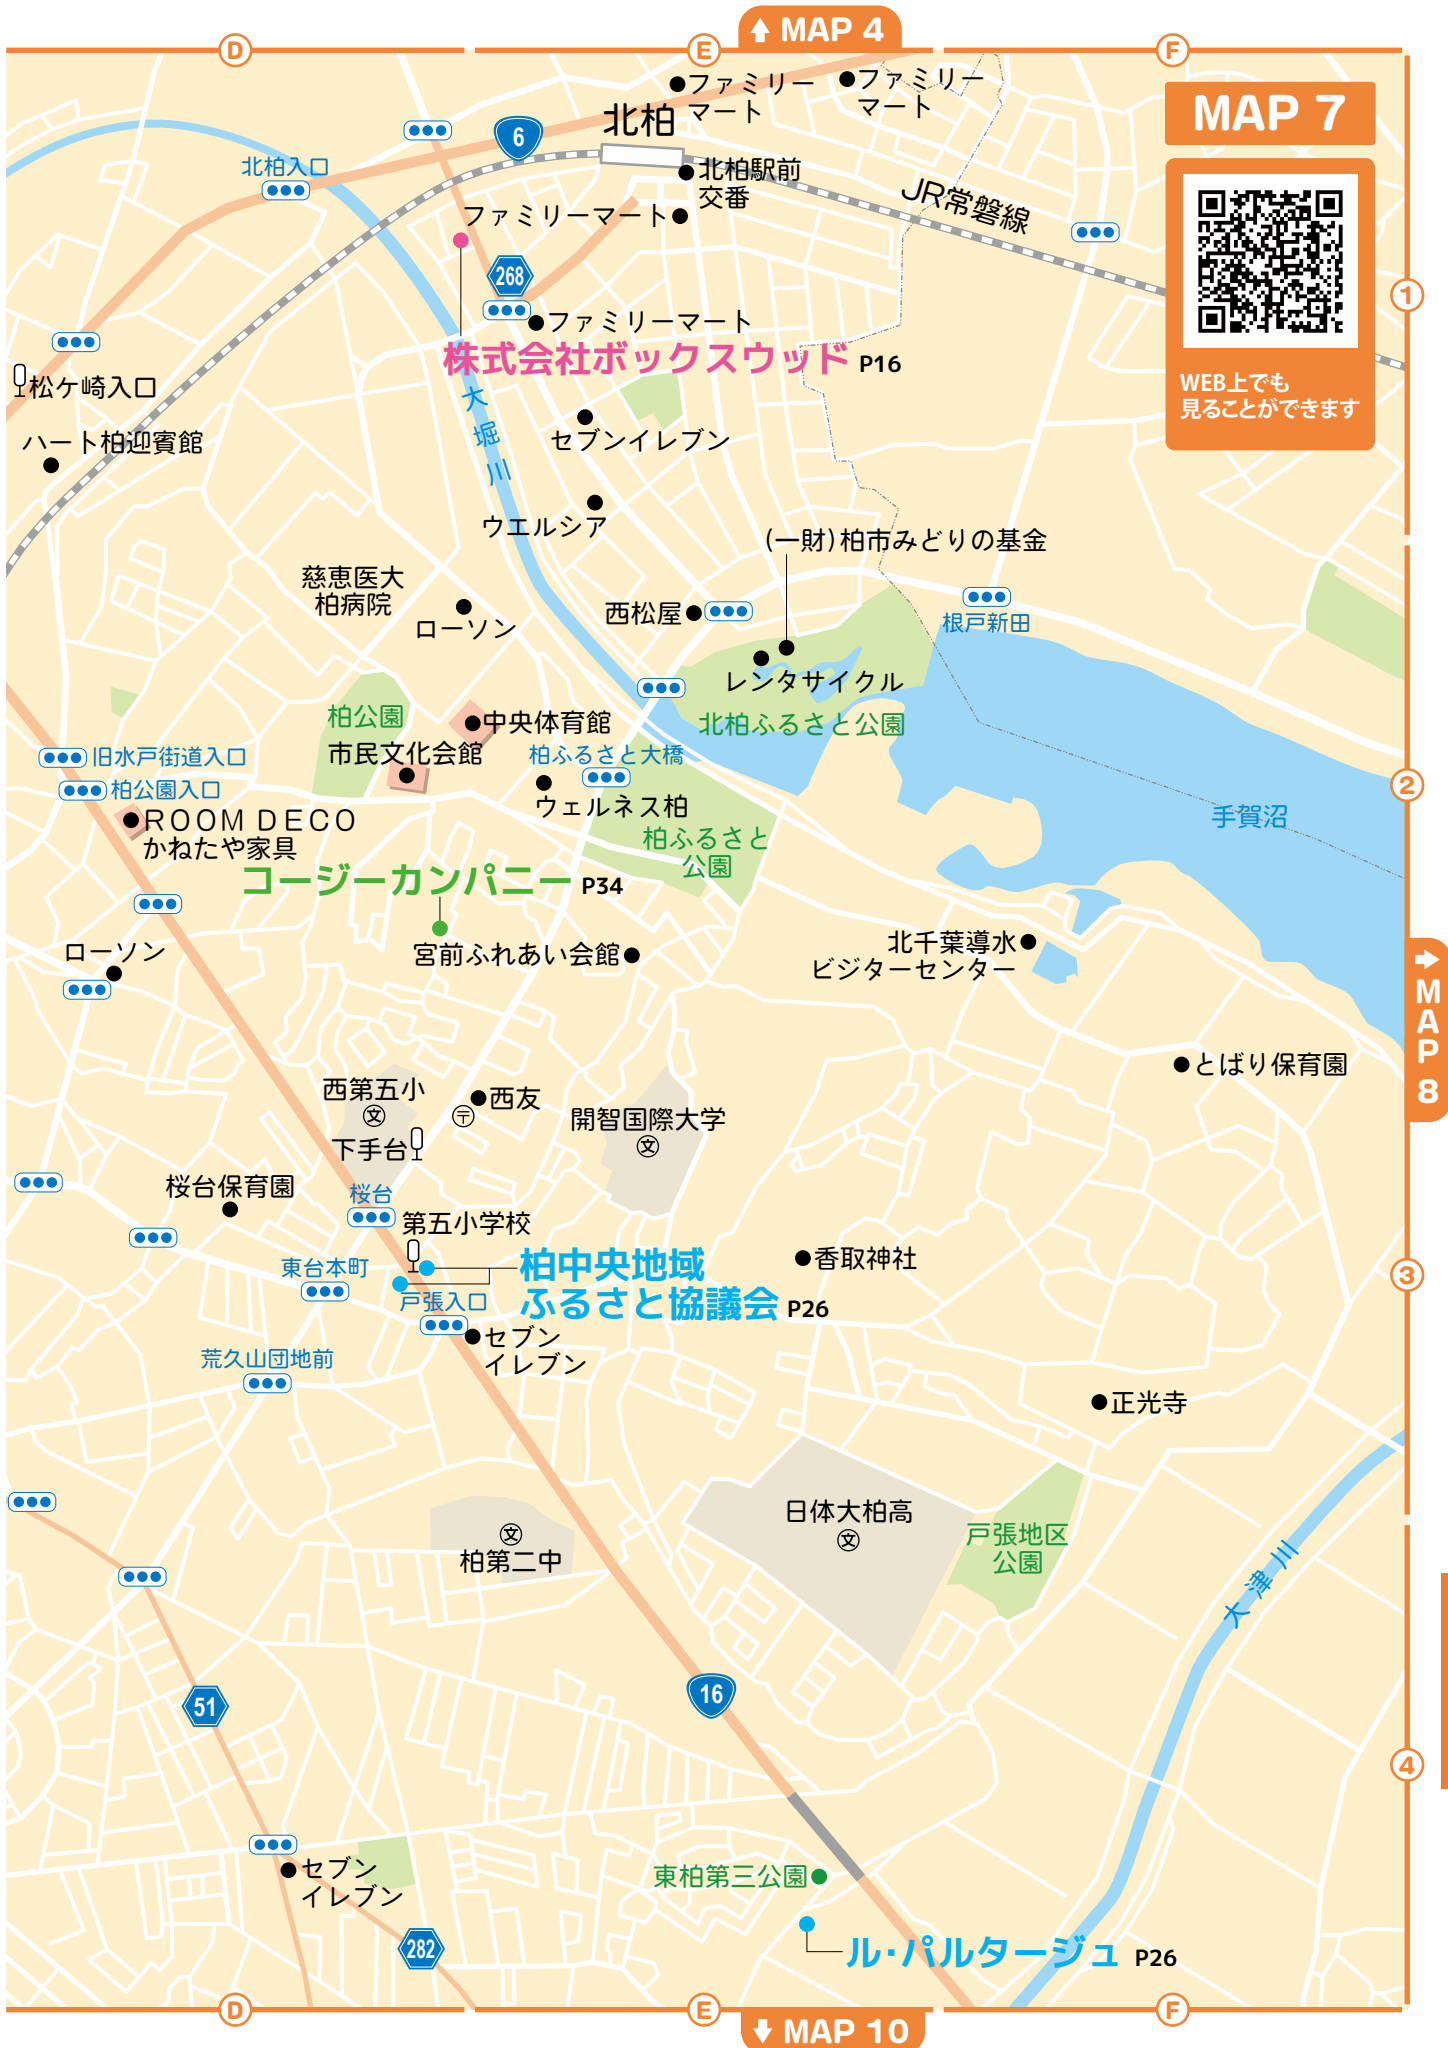 MAP 4
D
E
F
MAP 7
WEB上でも
見ることができます
ファミリー
マート
ファミリー
マート
北柏
6
北柏入口
北柏駅前
交番
ファミリーマート
JR常磐線
268
1
ファミリーマート
株式会社ボックスウッド P16
松ケ崎入口
大堀川
ハート柏迎賓館
セブンイレブン
ウエルシア
(一財)柏市みどりの基金
慈恵医大
柏病院
ローソン
西松屋
根戸新田
レンタサイクル
北柏ふるさと公園
柏公園
中央体育館
市民文化会館
柏ふるさと大橋
旧水戸街道入口
柏公園入口
ウェルネス柏
2
手賀沼
ROOM DECO
かねたや家具
柏ふるさと
公園
コージーカンパニー P34
宮前ふれあい会館
北千葉導水
ビジターセンター
ローソン
MAP 8
とばり保育園
西第五小
文
〒
西友
開智国際大学
文
下手台
桜台保育園
桜台
第五小学校
東台本町
柏中央地域
ふるさと協議会 P26
戸張入口
香取神社
3
セブン
イレブン
荒久山団地前
正光寺
日体大柏高
文
戸張地区
公園
文
柏第二中
大津川
51
16
4
セブン
イレブン
東柏第三公園
282
ル・パルタージュ P26
D
E
F
MAP 10